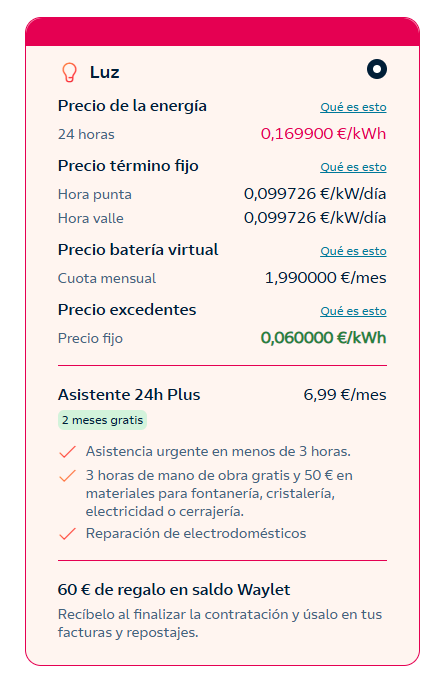 Luz
Precio de la energía Qué es esto
24 horas 0,169900 €/kWh
Precio término fijo Qué es esto
Hora punta 0,099726 €/kW/día
Hora valle 0,099726 €/kW/día
Precio batería virtual Qué es esto
Cuota mensual 1,990000 €/mes
Precio excedentes Qué es esto
Precio fijo 0,060000 €/kWh
Asistente 24h Plus 6,99 €/mes
2 meses gratis
Asistencia urgente en menos de 3 horas.
3 horas de mano de obra gratis y 50 € en
materiales para fontanería, cristalería,
electricidad o cerrajería.
Reparación de electrodomésticos
60 € de regalo en saldo Waylet
Recíbelo al finalizar la contratación y úsalo en tus
facturas y repostajes.